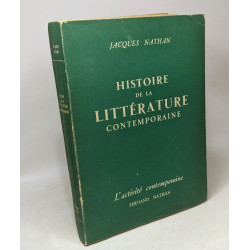 JACQUES NATHAN
HISTOIRE
DE LA
LITTÉRATURE
CONTEMPORAINE
L'activité contemporaine
FERNAND NATHAN